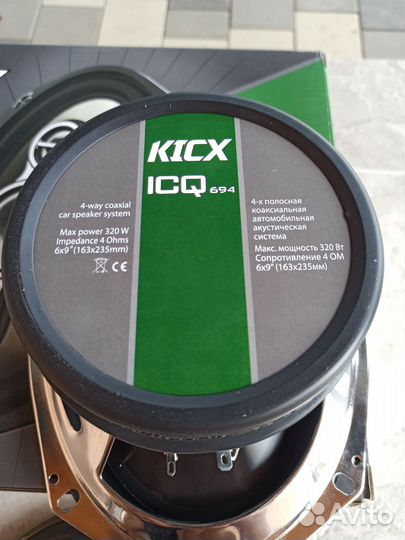 KICX
ICQ 694
4-way coaxial
car speaker system
Max power 320 W
Impedance 4 Ohms
6x9" (163x235mm)
CE
4-х полосная
коаксиальная
автомобильная
акустическая
система
Макс. мощность 320 Вт
Сопротивление 4 ОМ
6x9" (163x235мм)
Avito